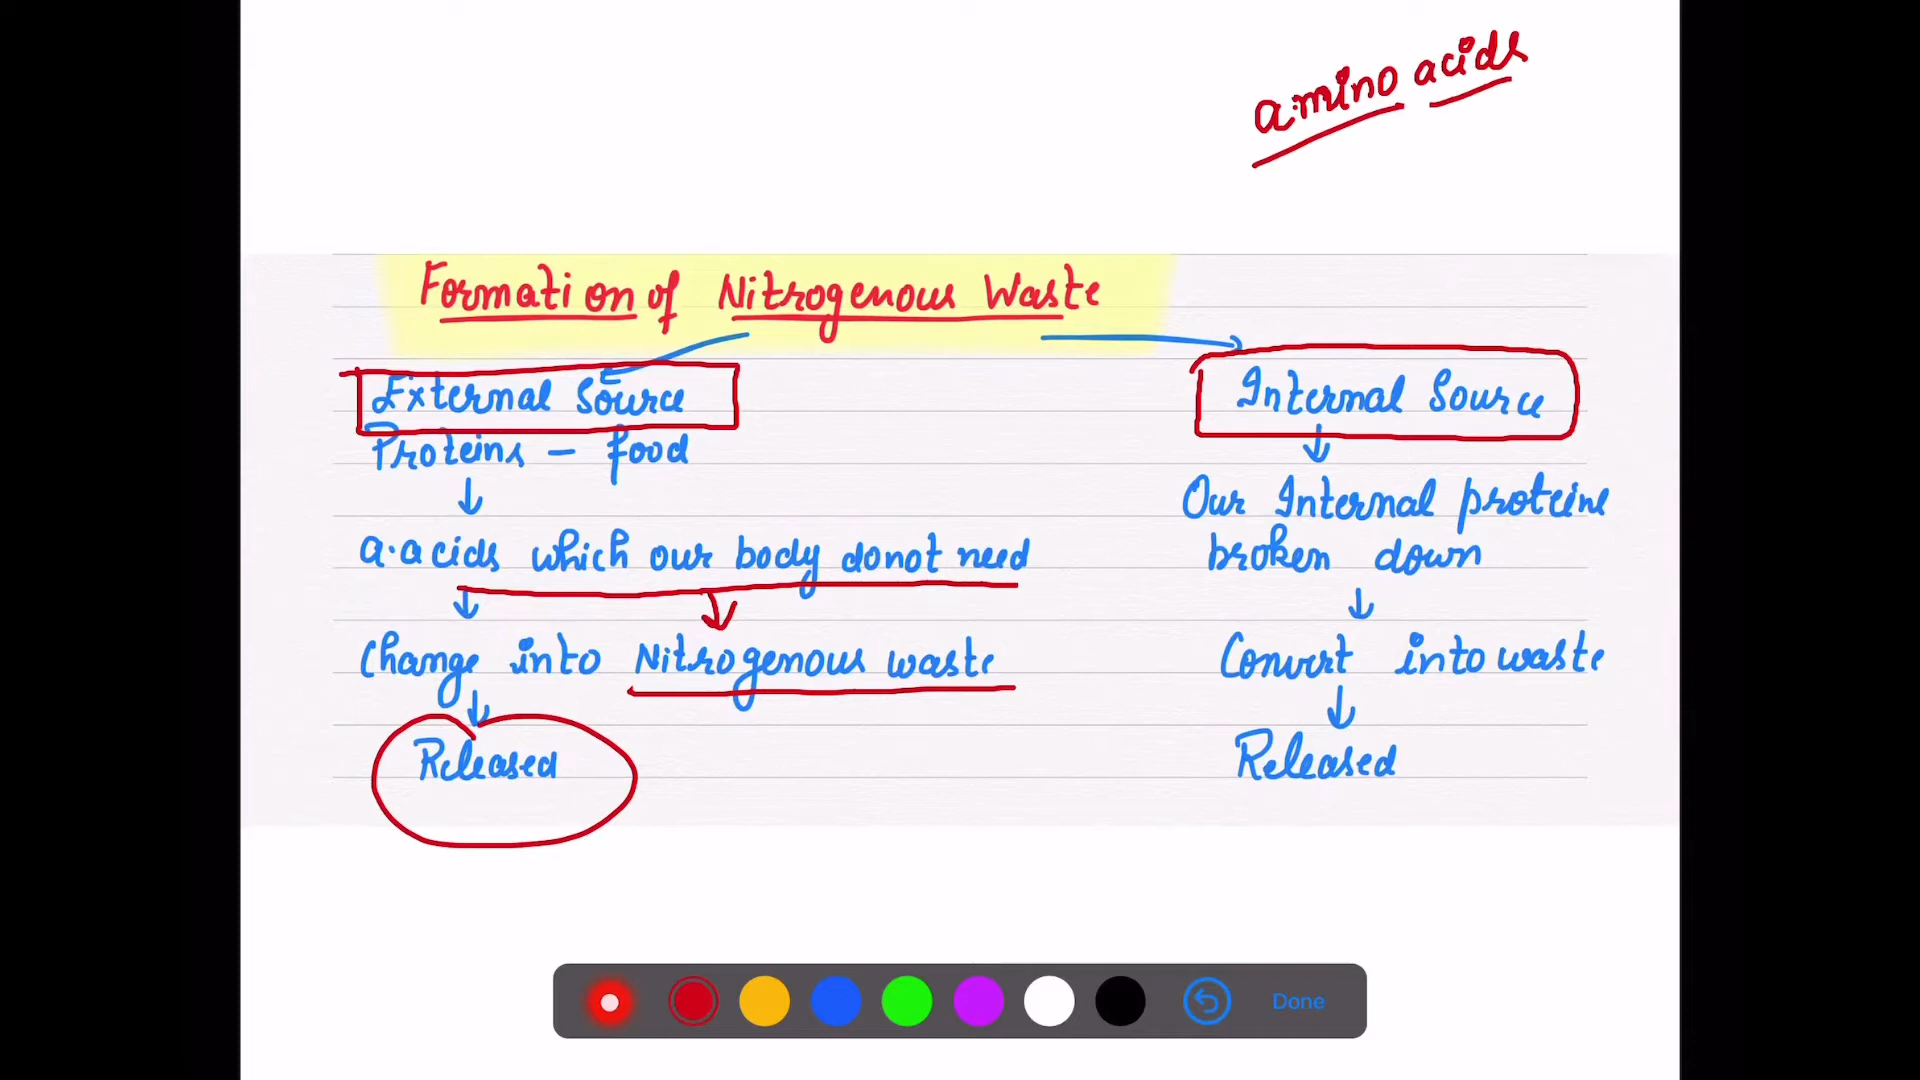 amino acids
Formation of Nitrogenous Waste
External Source
Internal Source
Proteins - food
Our Internal proteins
a.acids which our body donot need
broken down
Change into Nitrogenous waste
Convert into waste
Released
Released
Done